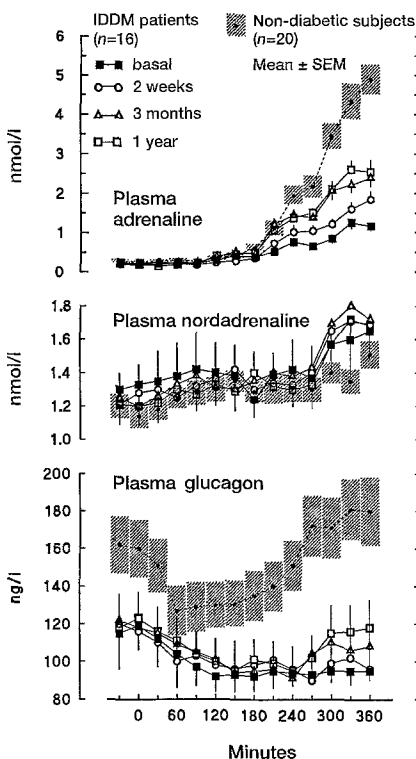 IDDM patients
(n=16)
basal
2 weeks
3 months
1 year
Non-diabetic subjects
(n=20)
Mean ± SEM
6
5
4
3
2
1
0
nmol/l
Plasma
adrenaline
1.8
1.6
1.4
1.2
1.0
nmol/l
Plasma nordadrenaline
200
180
160
140
120
100
80
ng/l
Plasma glucagon
0 60 120 180 240 300 360
Minutes